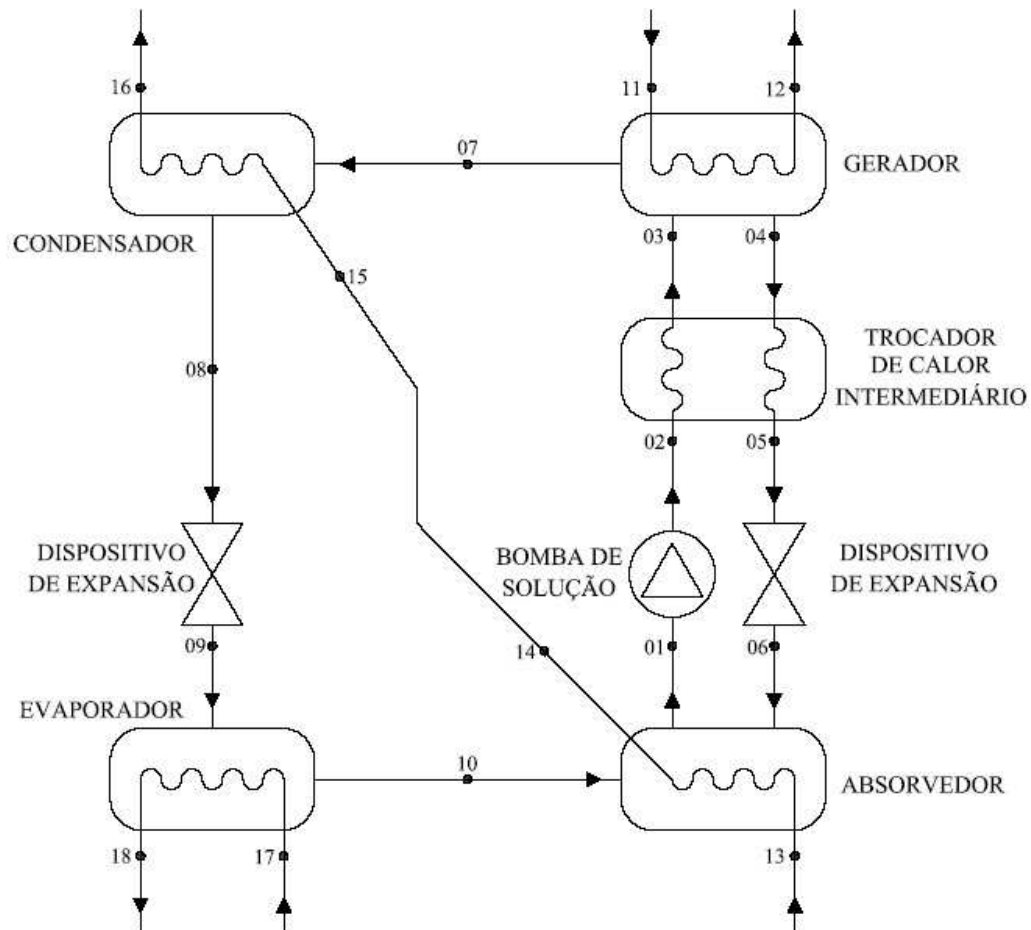 16
11
12
07
GERADOR
CONDENSADOR
03
04
15
TROCADOR
DE CALOR
INTERMEDIÁRIO
08
02
05
DISPOSITIVO
DE EXPANSÃO
BOMBA DE
SOLUÇÃO
DISPOSITIVO
DE EXPANSÃO
09
14
01
06
EVAPORADOR
10
ABSORVEDOR
18
17
13